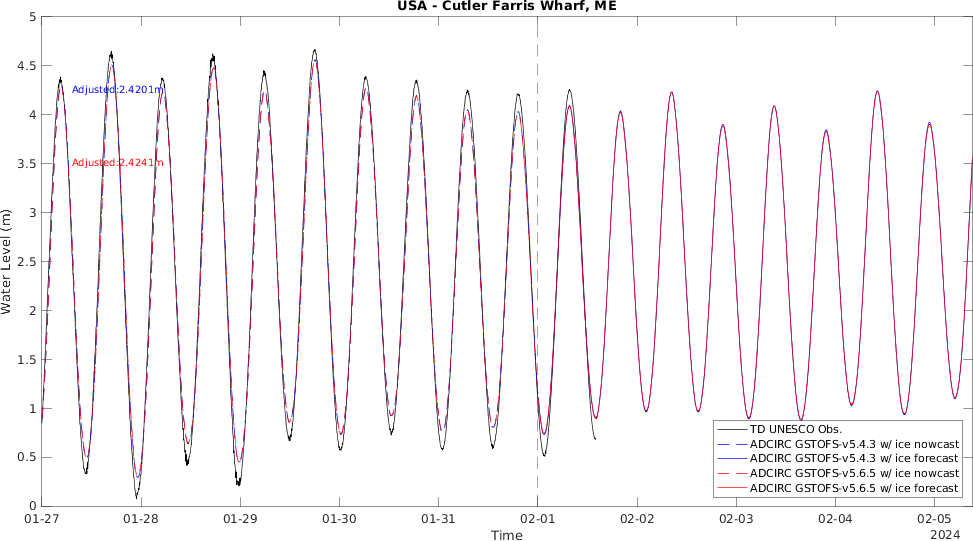 USA - Cutler Farris Wharf, ME
5
4.5
4
3.5
3
2.5
2
1.5
1
0.5
0
Water Level (m)
Adjusted:2.4201m
Adjusted:2.4241m
TD UNESCO Obs.
ADCIRC GSTOFS-v5.4.3 w/ ice nowcast
ADCIRC GSTOFS-v5.4.3 w/ ice forecast
ADCIRC GSTOFS-v5.6.5 w/ ice nowcast
ADCIRC GSTOFS-v5.6.5 w/ ice forecast
01-27 01-28 01-29 01-30 01-31 02-01 02-02 02-03 02-04 02-05
Time 2024